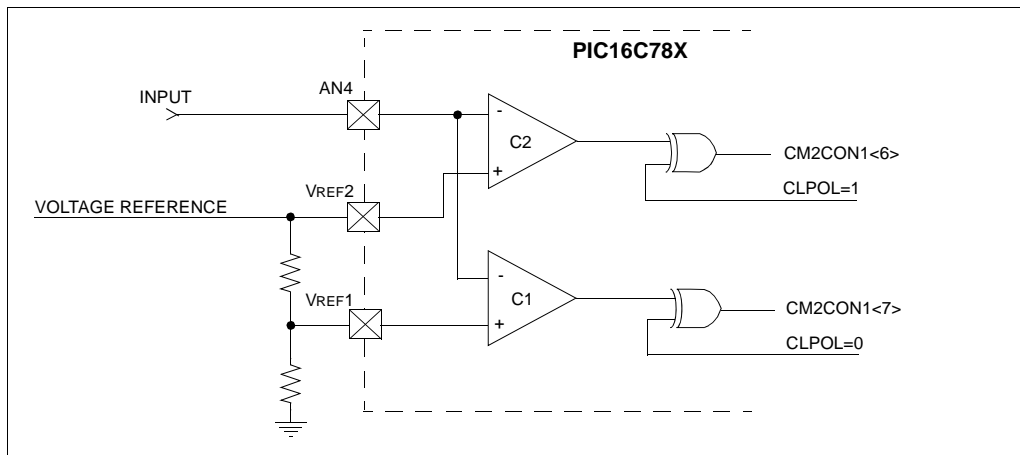 PIC16C78X
AN4
INPUT
-
C2
+
CM2CON1<6>
CLPOL=1
VREF2
VOLTAGE REFERENCE
-
C1
+
VREF1
CM2CON1<7>
CLPOL=0